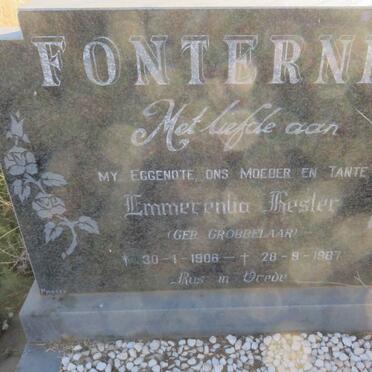 FONTERN
Met liefde aan
MY EGGENOTE, ONS MOEDER EN TANTE
Emmerentia Hester
(GEB GROBBELAAR)
* 30-1-1906 — † 28-9-1987
Rus in Vrede